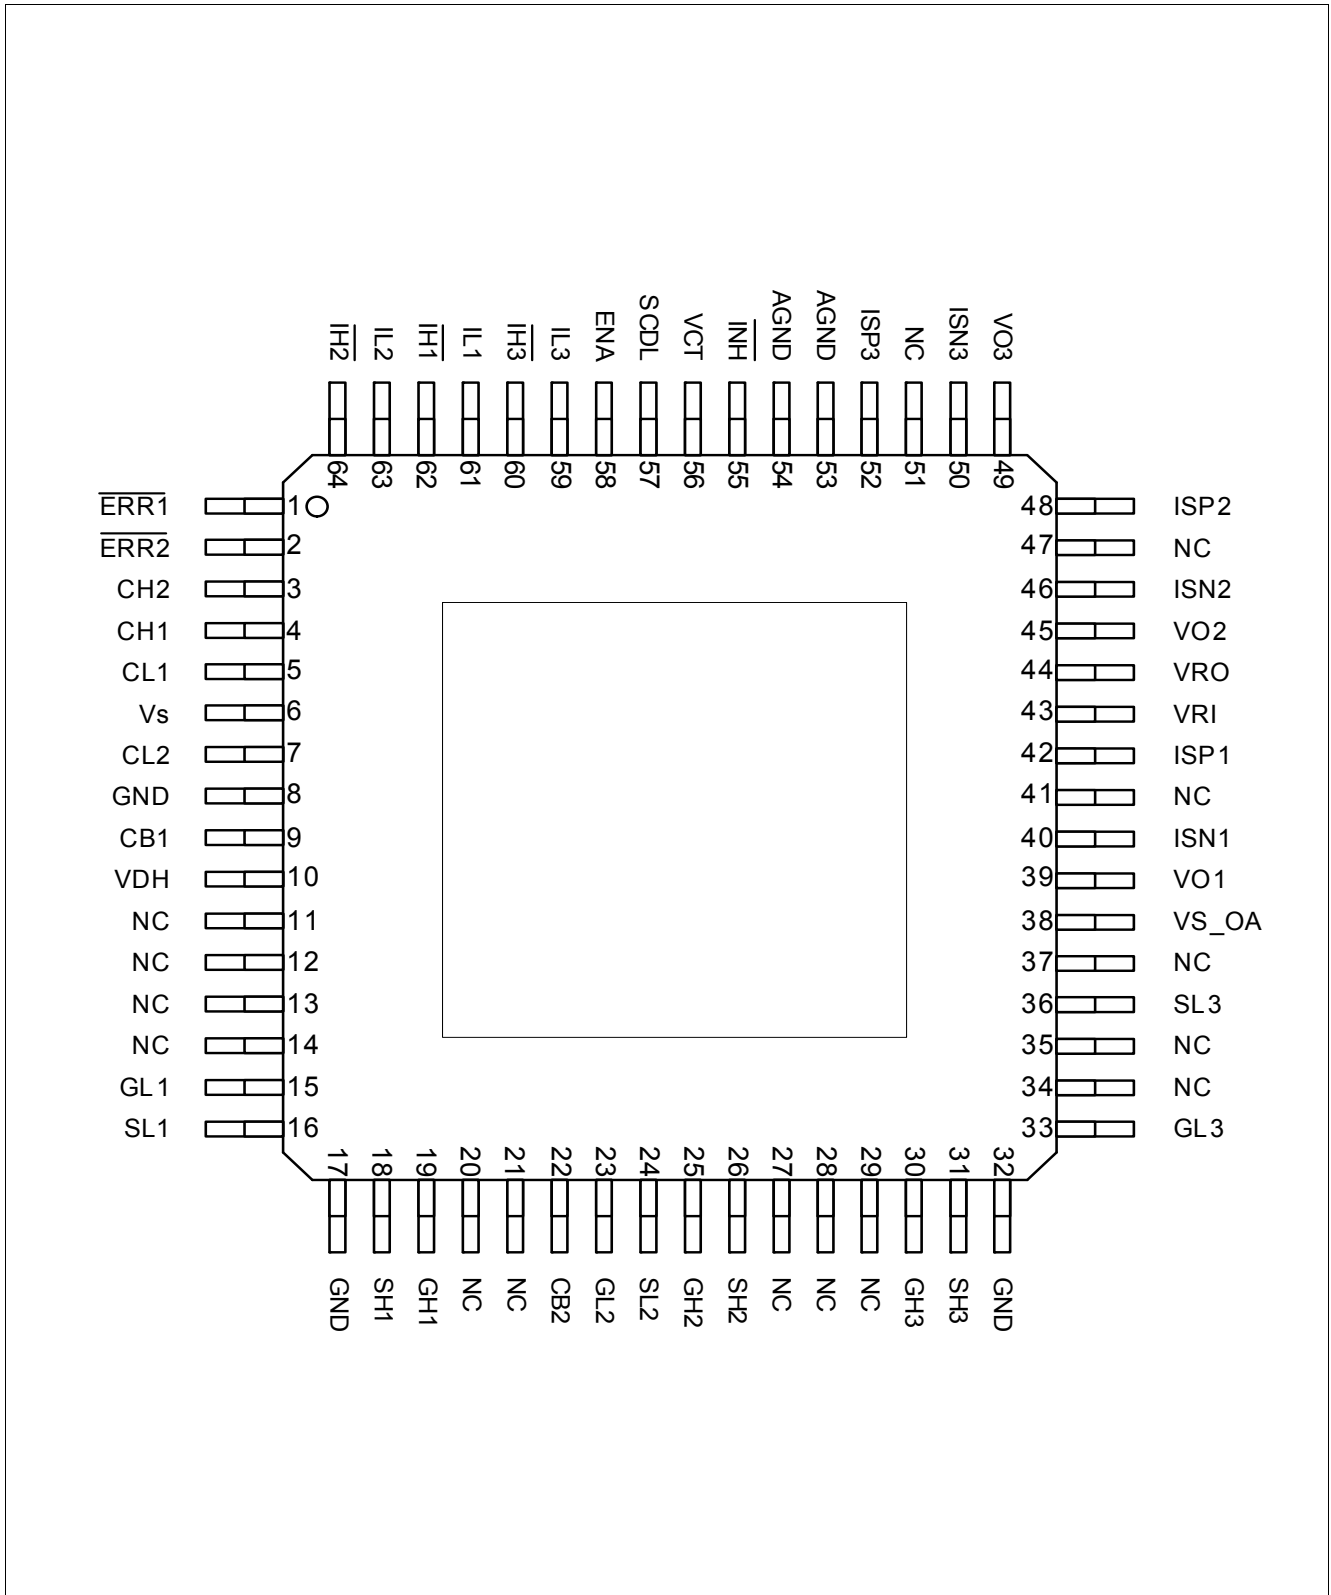 IH2 IL2 IH1 IL1 IH3 IL3 ENA SCDL VCT INH AGND AGND ISP3 NC ISN3 VO3
64 63 62 61 60 59 58 57 56 55 54 53 52 51 50 49
ERR1 1 48 ISP2
ERR2 2 47 NC
CH2 3 46 ISN2
CH1 4 45 VO2
CL1 5 44 VRO
Vs 6 43 VRI
CL2 7 42 ISP1
GND 8 41 NC
CB1 9 40 ISN1
VDH 10 39 VO1
NC 11 38 VS_OA
NC 12 37 NC
NC 13 36 SL3
NC 14 35 NC
GL1 15 34 NC
SL1 16 33 GL3
17 18 19 20 21 22 23 24 25 26 27 28 29 30 31 32
GND SH1 GH1 NC NC CB2 GL2 SL2 GH2 SH2 NC NC NC GH3 SH3 GND